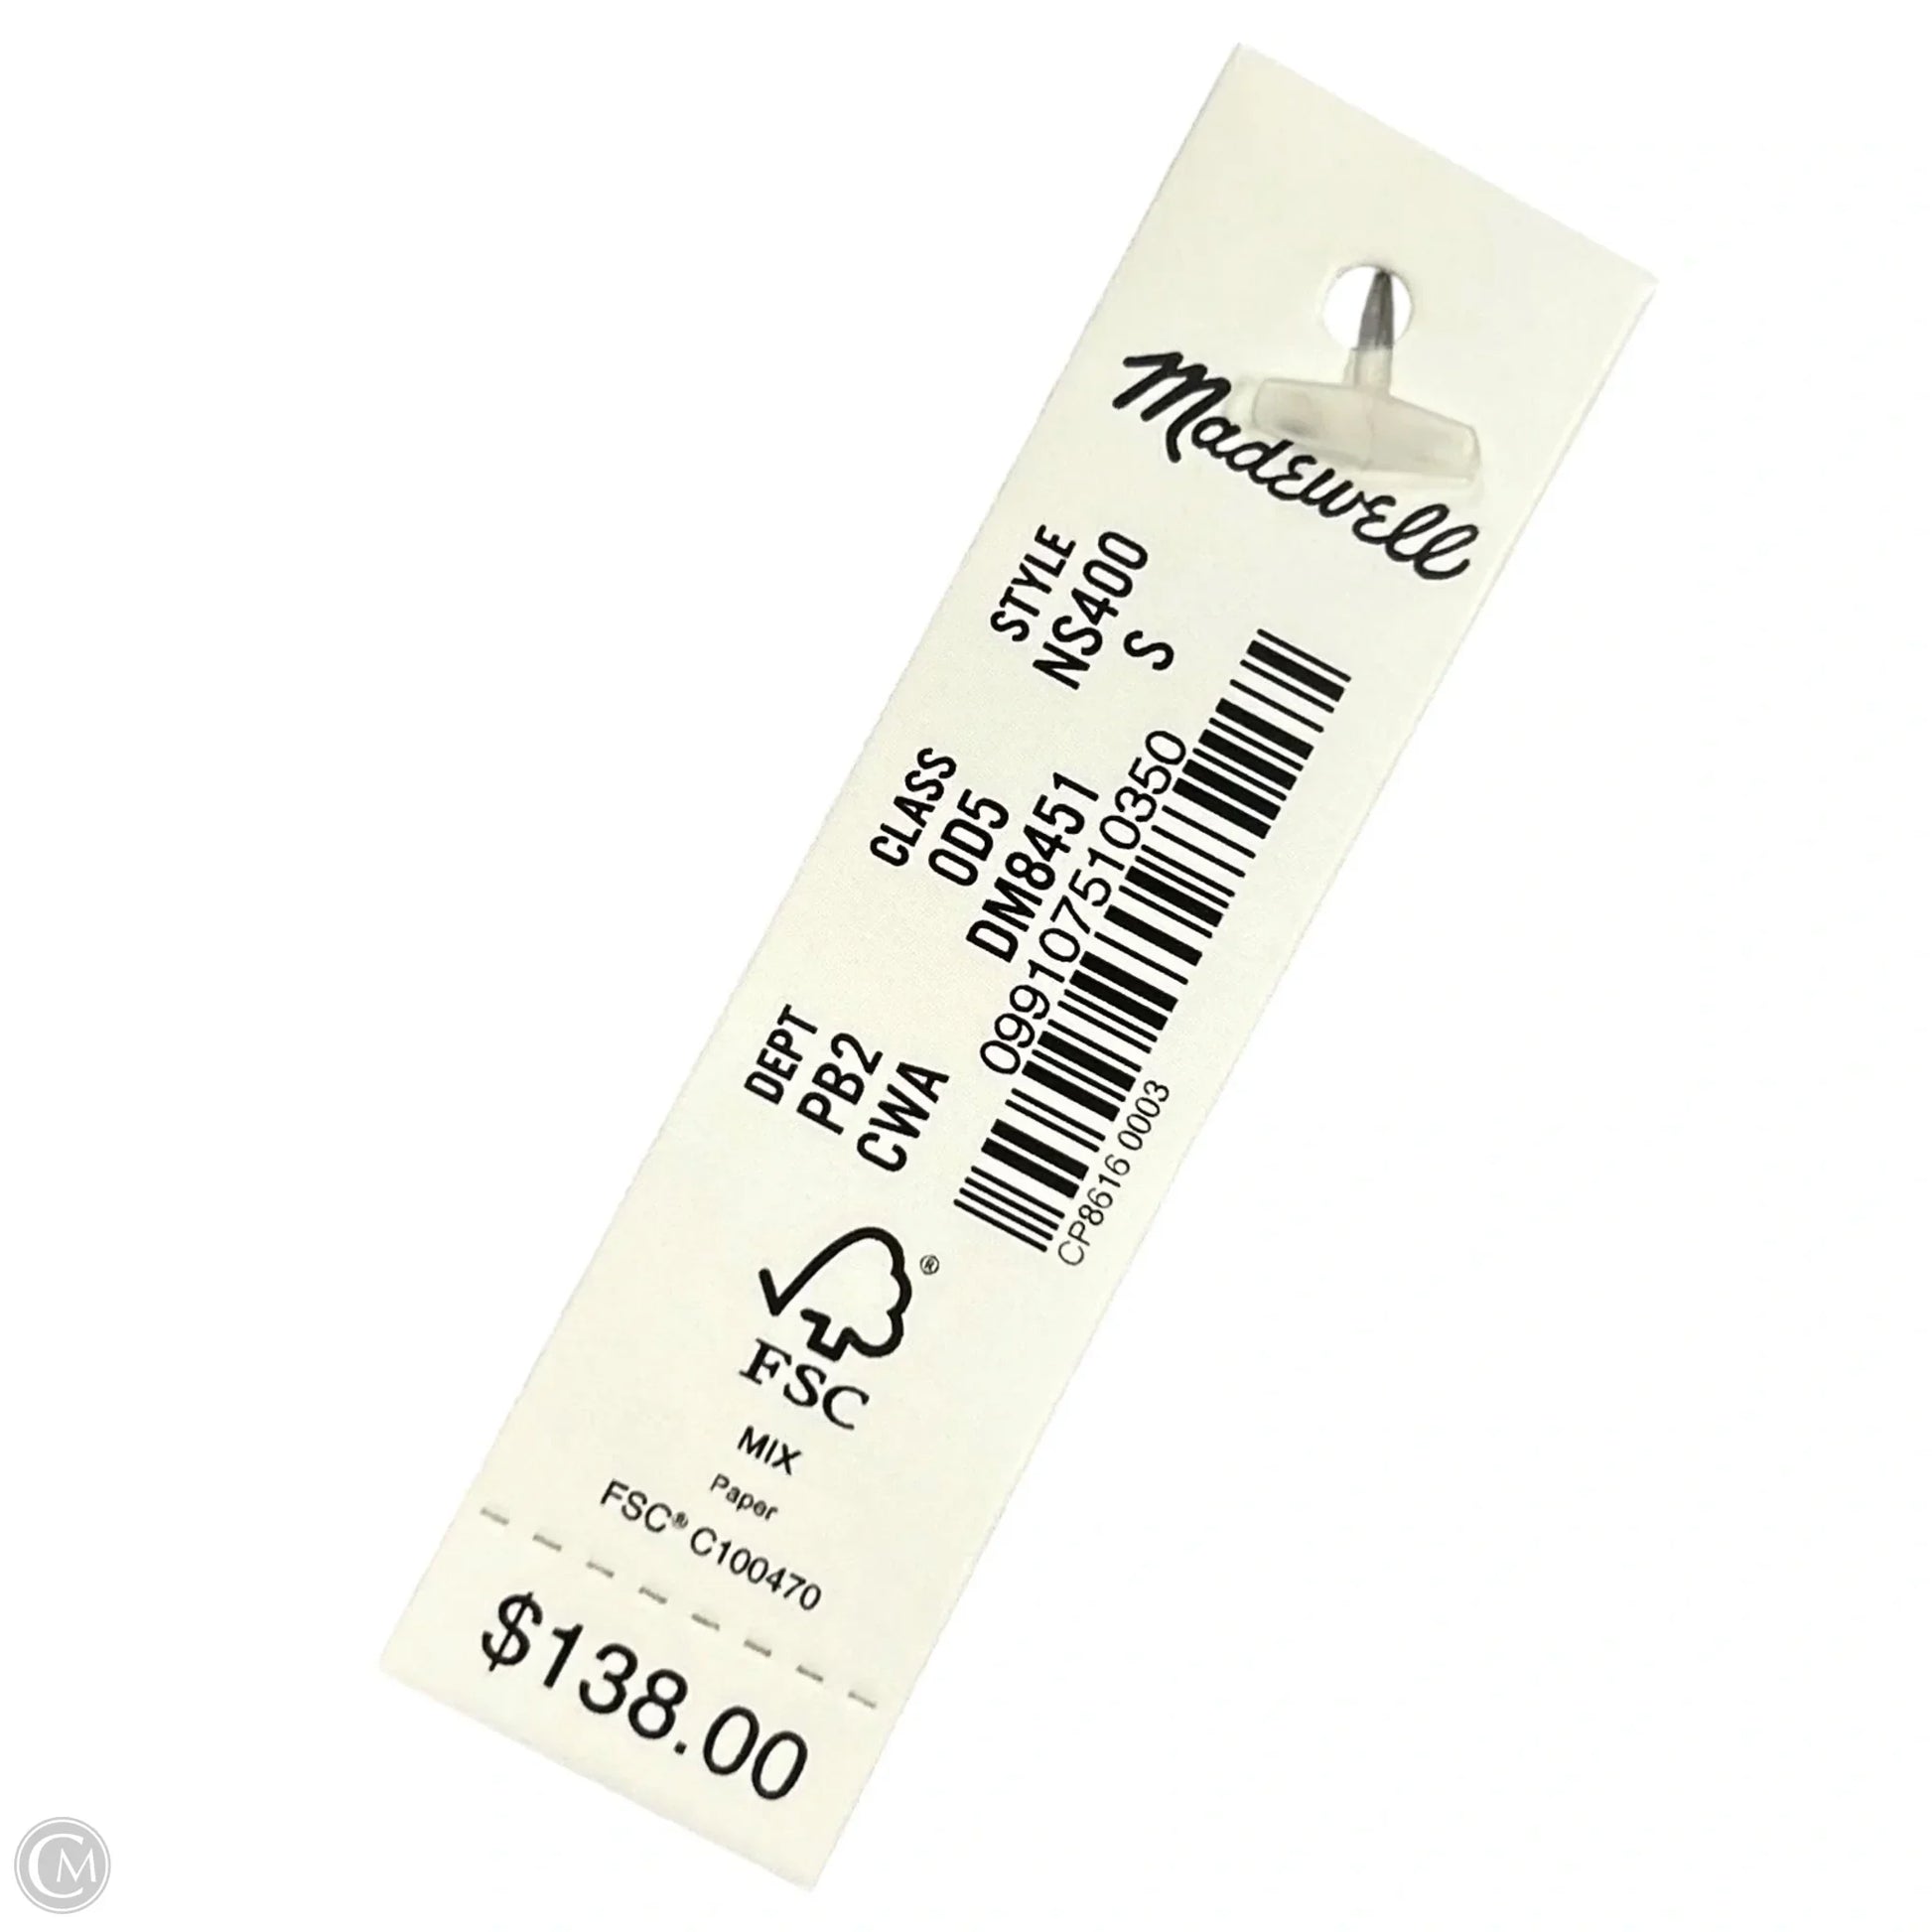 Madewell
DEPT CLASS STYLE
PB2 0D5 NS400
CWA DM8451 S
099107510350
CP8616 0003
®
FSC
MIX
Paper
FSC® C100470
$138.00
CM